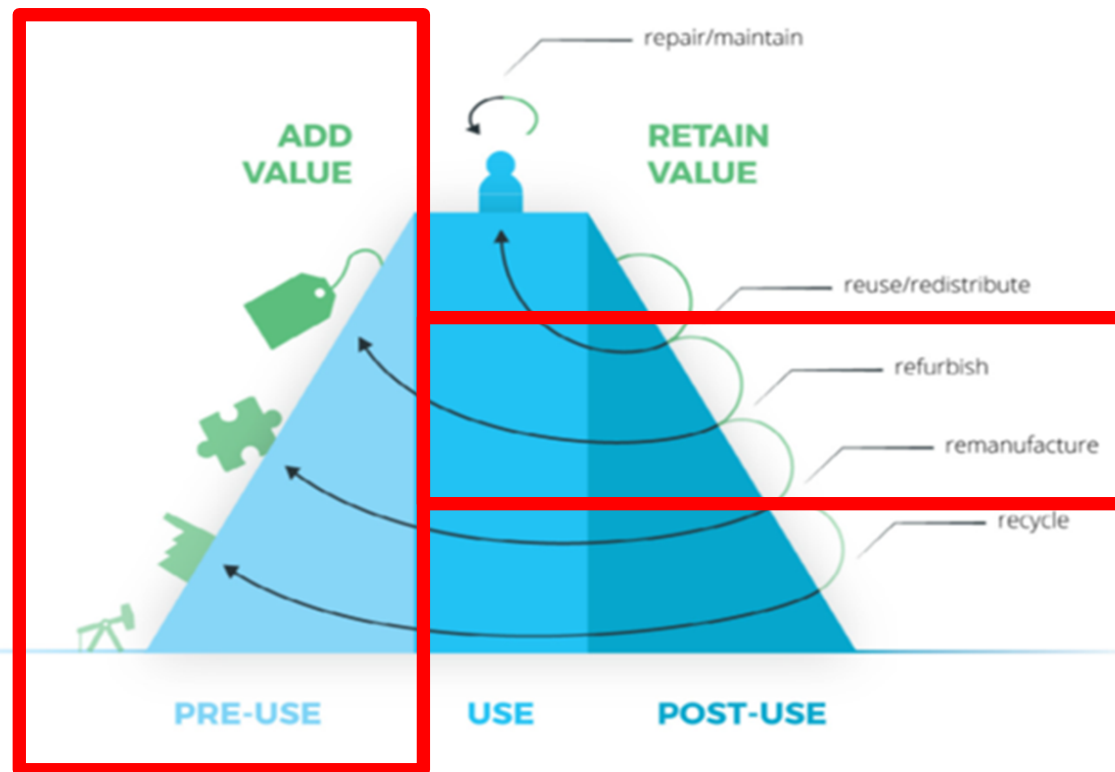 repair/maintain
ADD
VALUE
RETAIN
VALUE
reuse/redistribute
refurbish
remanufacture
recycle
PRE-USE
USE
POST-USE